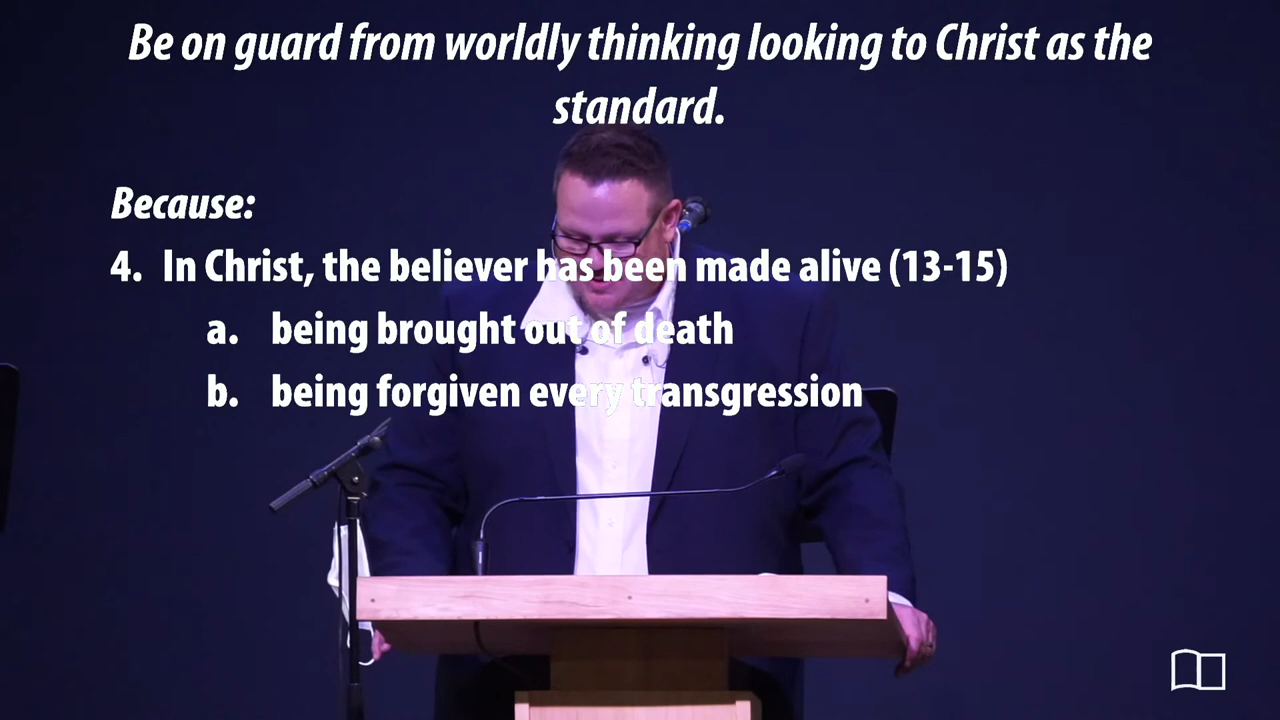 Be on guard from worldly thinking looking to Christ as the
standard.
Because:
4. In Christ, the believer has been made alive (13-15)
a. being brought out of death
b. being forgiven every transgression